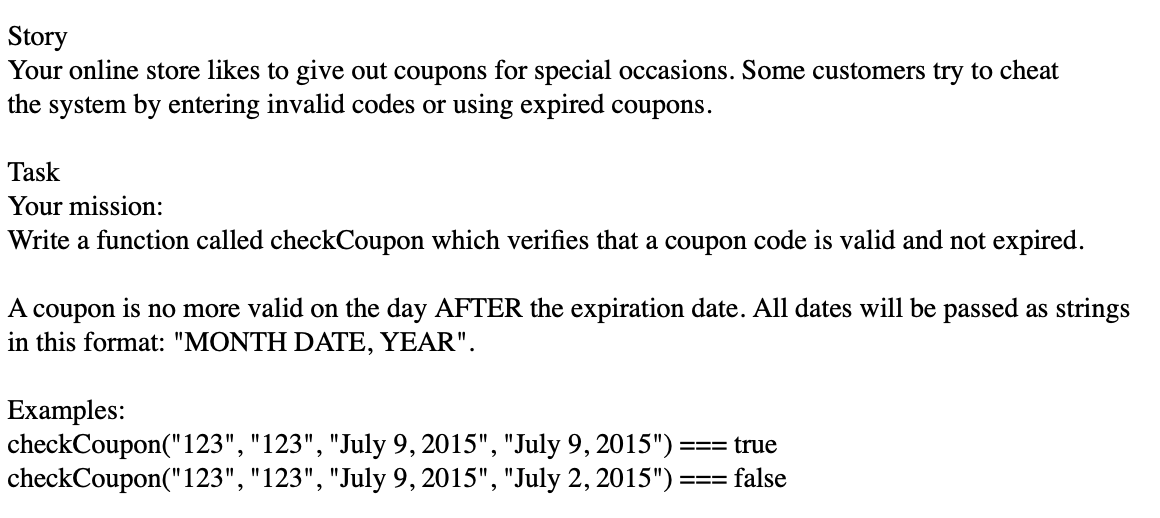 Story
Your online store likes to give out coupons for special occasions. Some customers try to cheat
the system by entering invalid codes or using expired coupons.
Task
Your mission:
Write a function called checkCoupon which verifies that a coupon code is valid and not expired.
A coupon is no more valid on the day AFTER the expiration date. All dates will be passed as strings
in this format: "MONTH DATE, YEAR".
Examples:
checkCoupon("123", "123", "July 9, 2015", "July 9, 2015") === true
checkCoupon("123", "123", "July 9, 2015", "July 2, 2015") === false